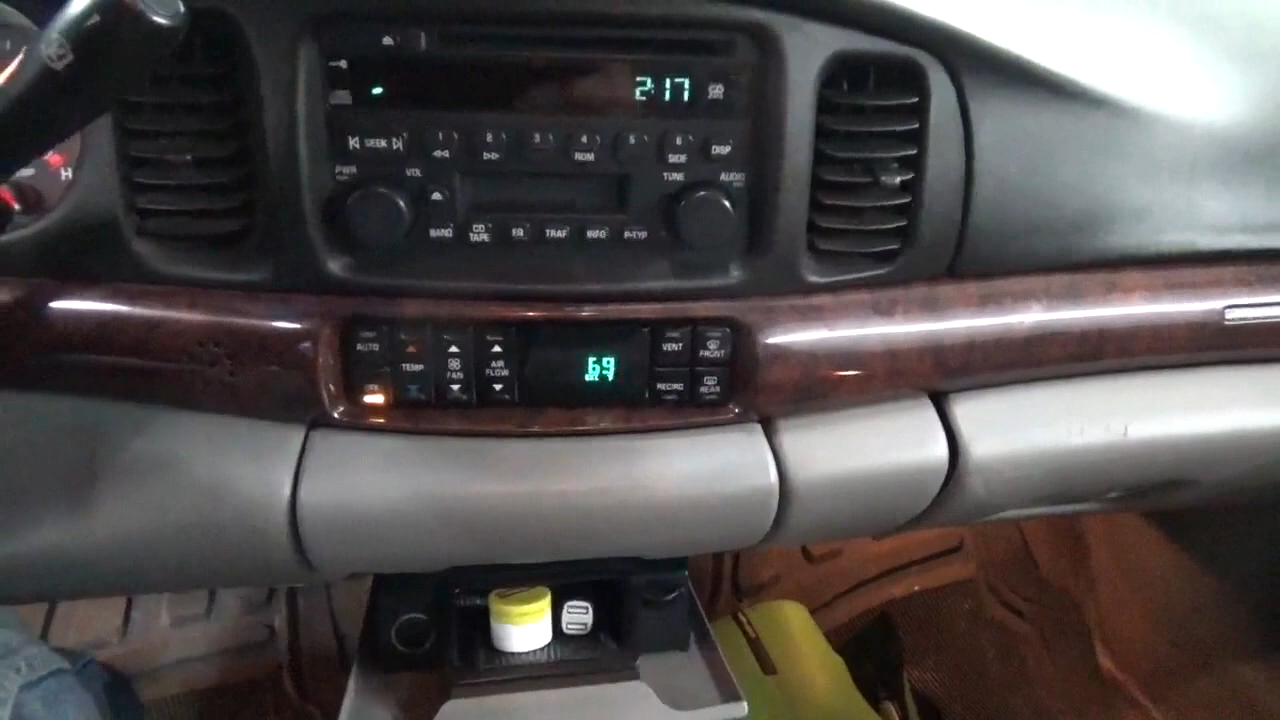 2:17
SEEK 1 2 3 4 5 6 DISP
RDM SIDE
PWR VOL TUNE AUDIO
BAND CD TAPE EQ TRAF INFO P-TYP
AUTO TEMP FAN AIR FLOW 69 VENT FRONT
RECIRC REAR
H